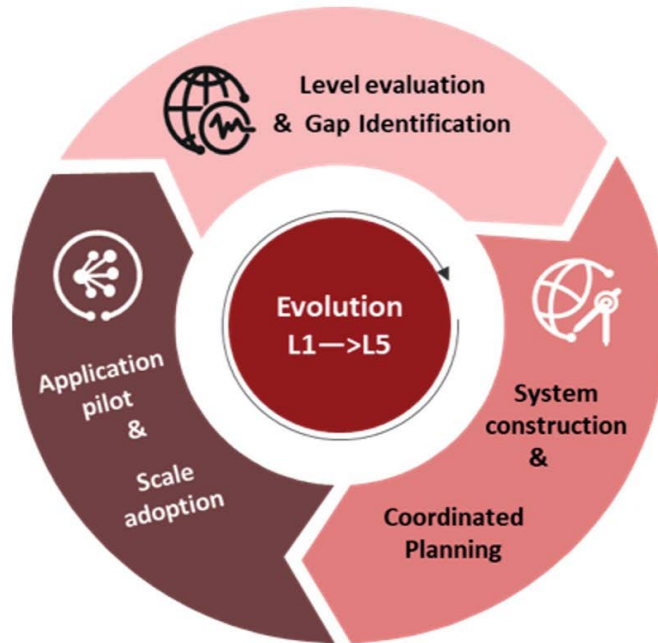 Level evaluation
& Gap Identification
Evolution
L1—>L5
System
construction
&
Coordinated
Planning
Application
pilot
&
Scale
adoption